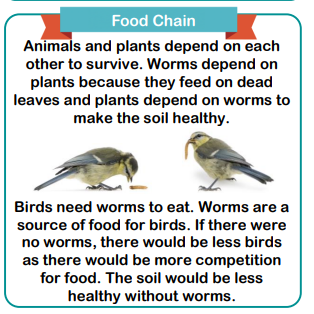 Food Chain
Animals and plants depend on each
other to survive. Worms depend on
plants because they feed on dead
leaves and plants depend on worms to
make the soil healthy.
Birds need worms to eat. Worms are a
source of food for birds. If there were
no worms, there would be less birds
as there would be more competition
for food. The soil would be less
healthy without worms.